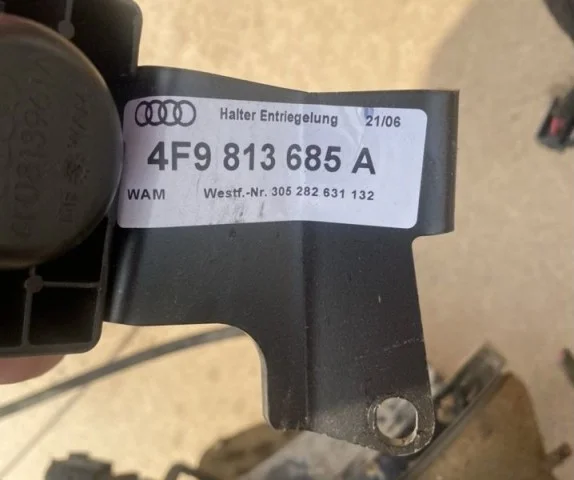 Halter Entriegelung 21/06
4F9 813 685 A
WAM Westf.-Nr. 305 282 631 132